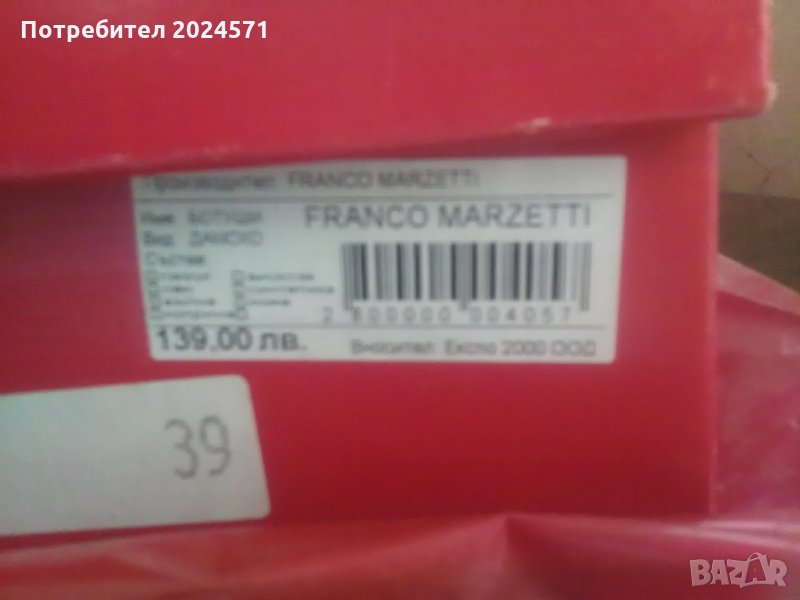 Потребител 2024571
Производител: FRANCO MARZETTI
Име: БОТУШИ
FRANCO MARZETTI
Вид: ДАМСКО
Състав
2 800000 004057
139,00 лв.
Вносител: Експо 2000 ООД
39
BAZAR